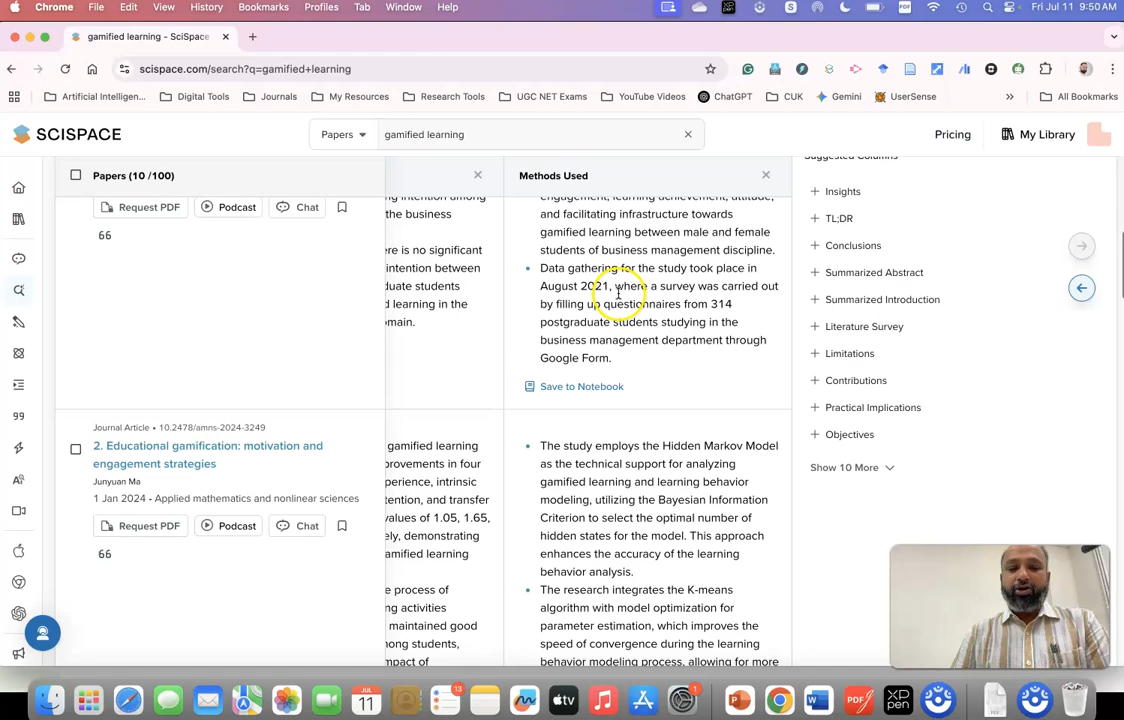 Chrome File Edit View History Bookmarks Profiles Tab Window Help
Fri Jul 11 9:50 AM
gamified learning - SciSpace
scispace.com/search?q=gamified+learning
Artificial Intelligen... Digital Tools Journals My Resources Research Tools UGC NET Exams YouTube Videos ChatGPT CUK Gemini UserSense » All Bookmarks
SCISPACE
Papers
gamified learning
Pricing
My Library
Papers (10 /100)
Methods Used
Request PDF Podcast Chat
66
ing intention among
the business
ere is no significant
intention between
duate students
d learning in the
main.
engagement, learning achievement, attitude,
and facilitating infrastructure towards
gamified learning between male and female
students of business management discipline.
Data gathering for the study took place in
August 2021, where a survey was carried out
by filling up questionnaires from 314
postgraduate students studying in the
business management department through
Google Form.
Save to Notebook
Journal Article • 10.2478/amns-2024-3249
2. Educational gamification: motivation and
engagement strategies
Junyuan Ma
1 Jan 2024 - Applied mathematics and nonlinear sciences
Request PDF Podcast Chat
66
gamified learning
provements in four
perience, intrinsic
tention, and transfer
values of 1.05, 1.65,
ely, demonstrating
amified learning
e process of
ng activities
maintained good
mong students,
mpact of
The study employs the Hidden Markov Model
as the technical support for analyzing
gamified learning and learning behavior
modeling, utilizing the Bayesian Information
Criterion to select the optimal number of
hidden states for the model. This approach
enhances the accuracy of the learning
behavior analysis.
The research integrates the K-means
algorithm with model optimization for
parameter estimation, which improves the
speed of convergence during the learning
behavior modeling process, allowing for more
Suggested Columns
Insights
TL;DR
Conclusions
Summarized Abstract
Summarized Introduction
Literature Survey
Limitations
Contributions
Practical Implications
Objectives
Show 10 More
JUL
11
13
1